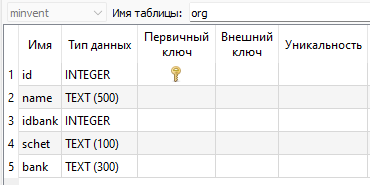 minvent Имя таблицы: org
Имя Тип данных Первичный ключ Внешний ключ Уникальность
1 id INTEGER
2 name TEXT (500)
3 idbank INTEGER
4 schet TEXT (100)
5 bank TEXT (300)